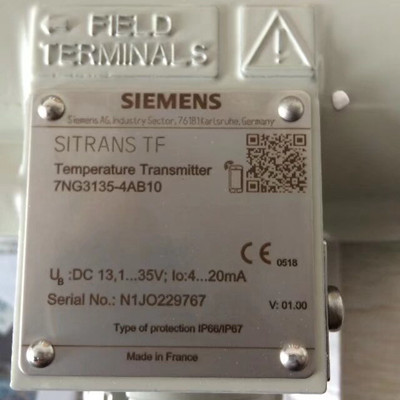 FIELD
TERMINALS
SIEMENS
Siemens AG, Industry Sector, 76181 Karlsruhe, Germany
SITRANS TF
Temperature Transmitter
7NG3135-4AB10
CE 0518
UB :DC 13,1...35V; Io:4...20mA
Serial No.: N1JO229767
V: 01.00
Type of protection IP66/IP67
Made in France